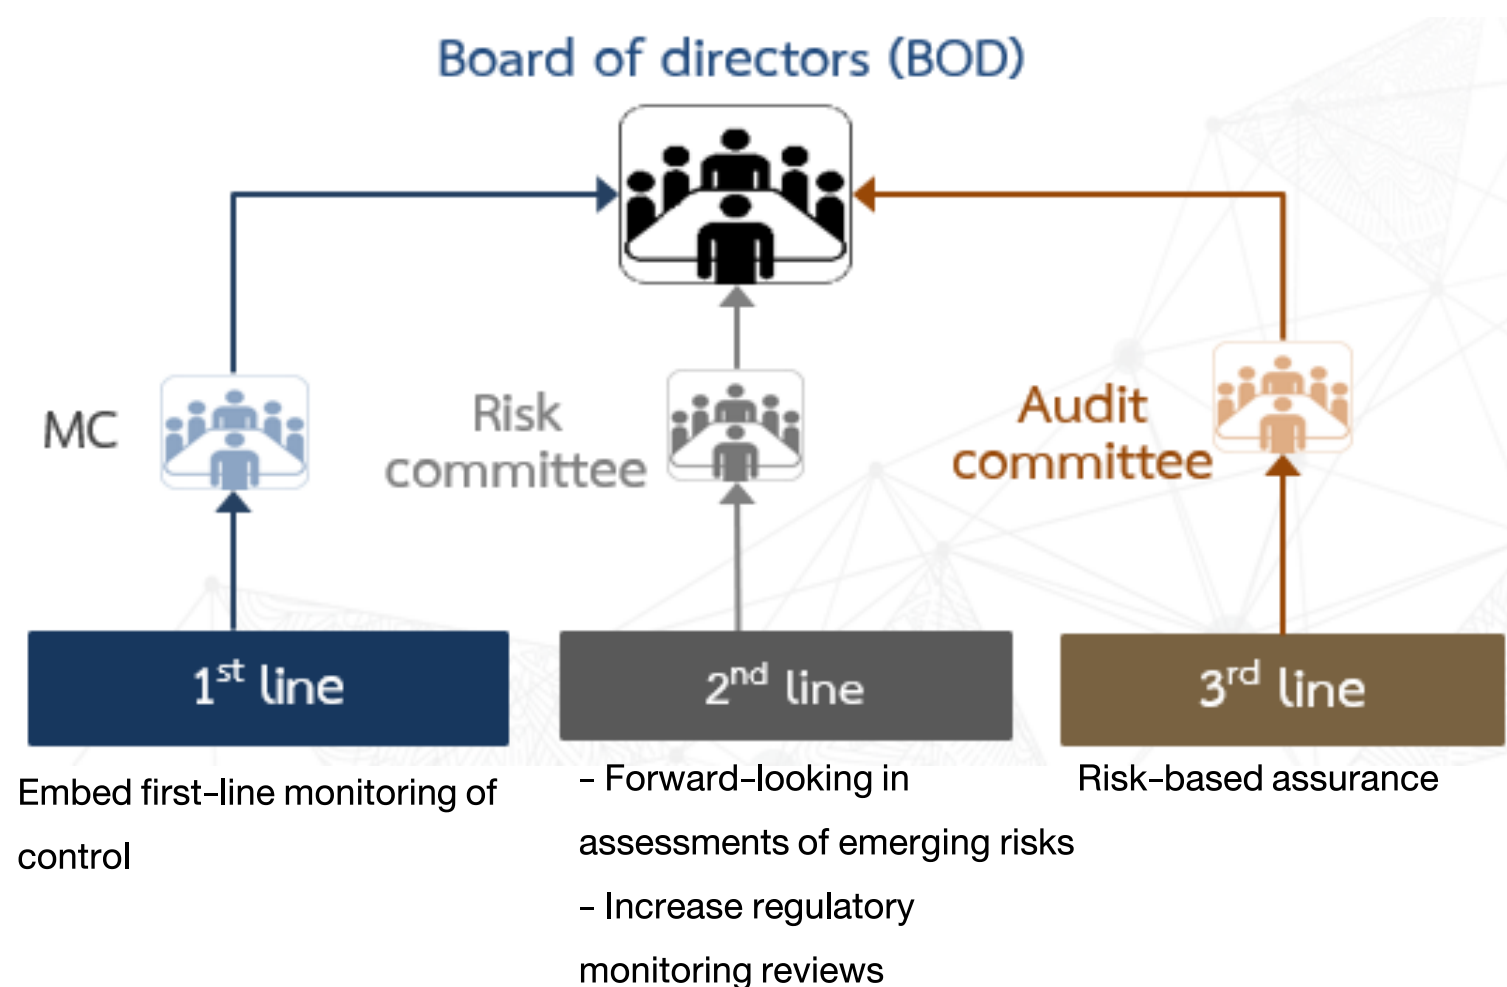 Board of directors (BOD)
MC
Risk
committee
Audit
committee
1st line
2nd line
3rd line
Embed first-line monitoring of
control
- Forward-looking in
assessments of emerging risks
- Increase regulatory
monitoring reviews
Risk-based assurance